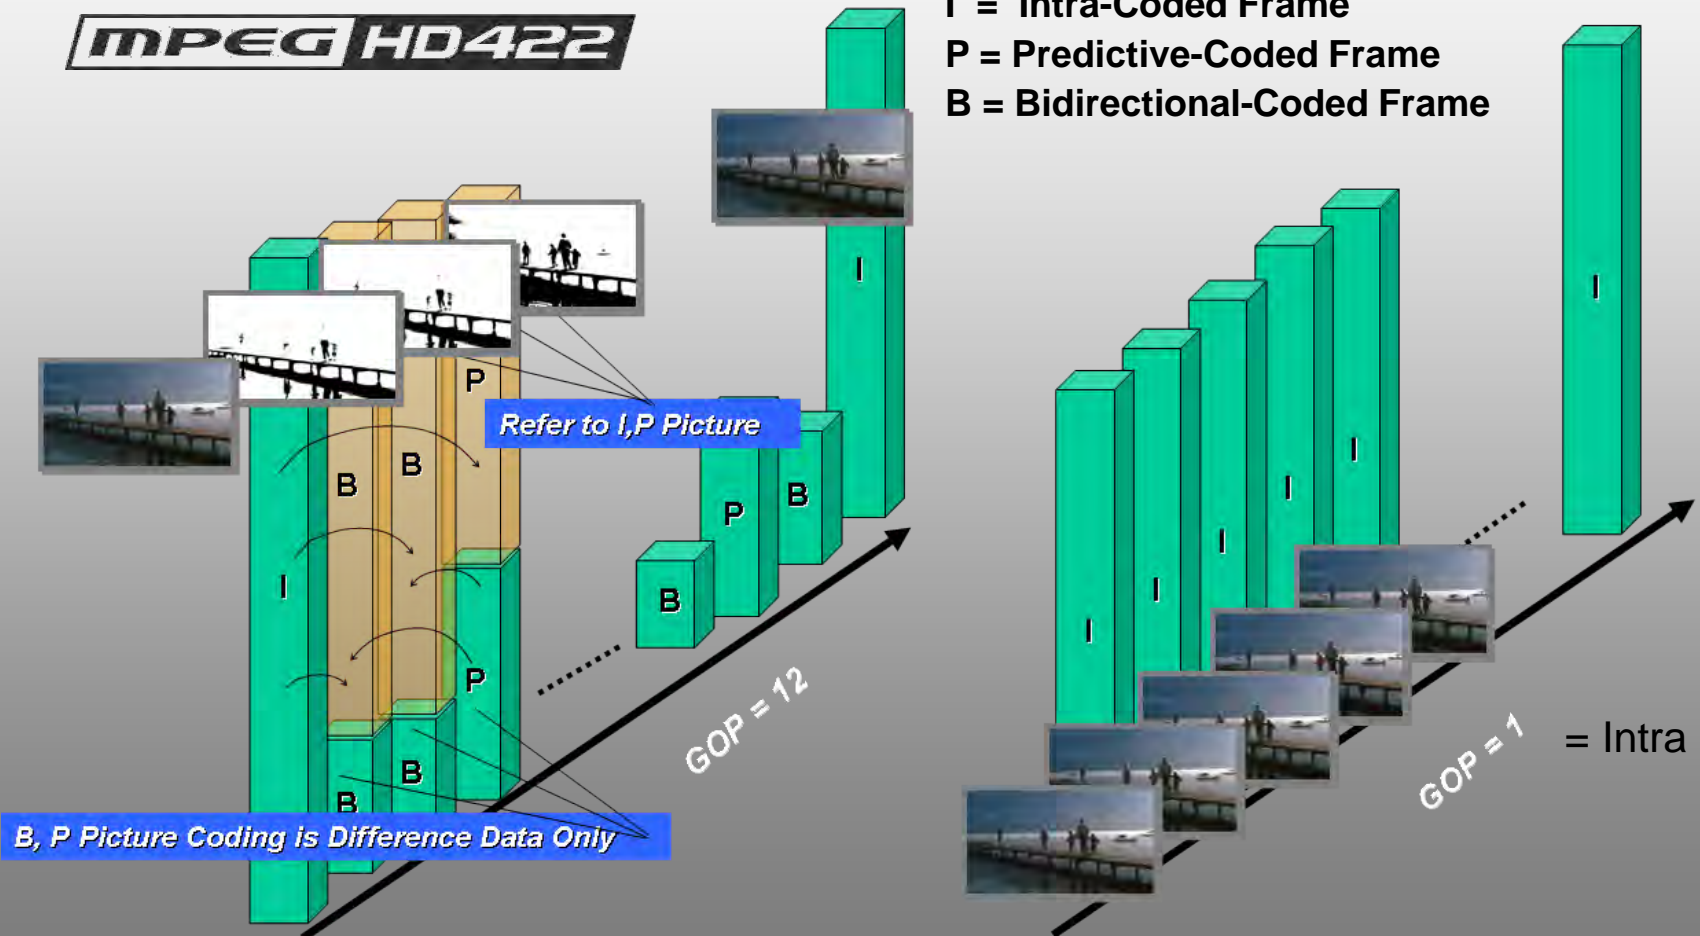 MPEG HD422
I = Intra-Coded Frame
P = Predictive-Coded Frame
B = Bidirectional-Coded Frame
I
P
Refer to I,P Picture
B
B
I
P
B
B
P
B
B
I
B, P Picture Coding is Difference Data Only
GOP = 12
I
I
I
I
I
I
GOP = 1
= Intra